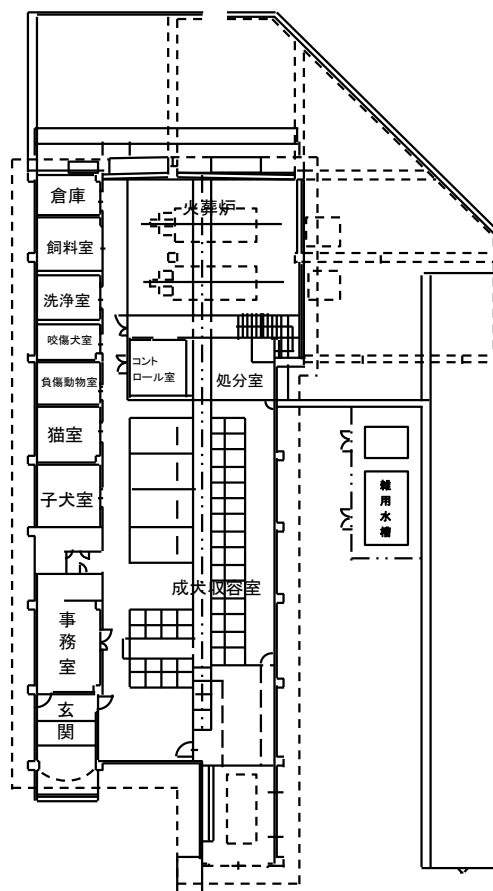 倉庫
火葬炉
飼料室
洗浄室
咬傷犬室
コント
ロール室
処分室
負傷動物室
猫室
子犬室
雑
用
水
槽
成犬収容室
事
務
室
玄
関